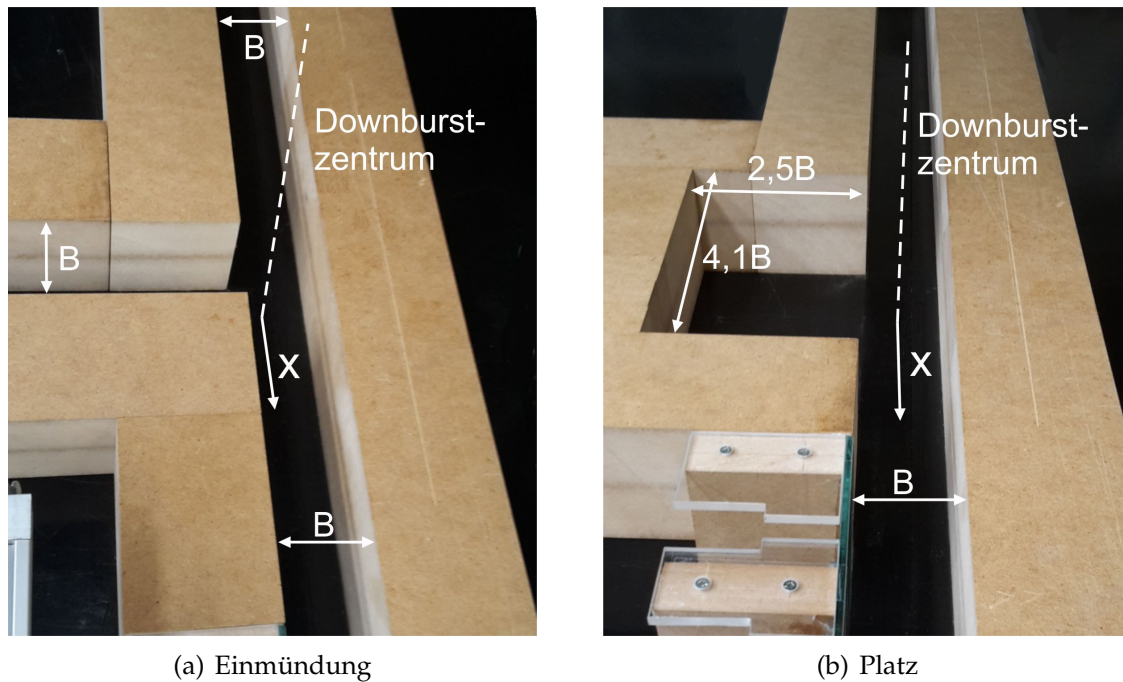 B
Downburst-
zentrum
B
X
B
(a) Einmündung
Downburst-
zentrum
2,5B
4,1B
X
B
(b) Platz